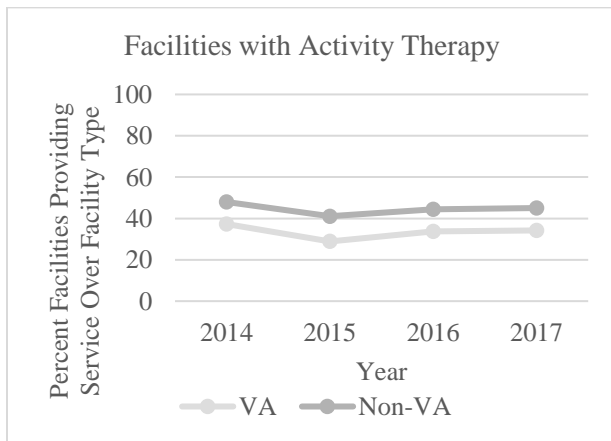 Facilities with Activity Therapy
Percent Facilities Providing
Service Over Facility Type
100
80
60
40
20
0
2014 2015 2016 2017
Year
VA Non-VA